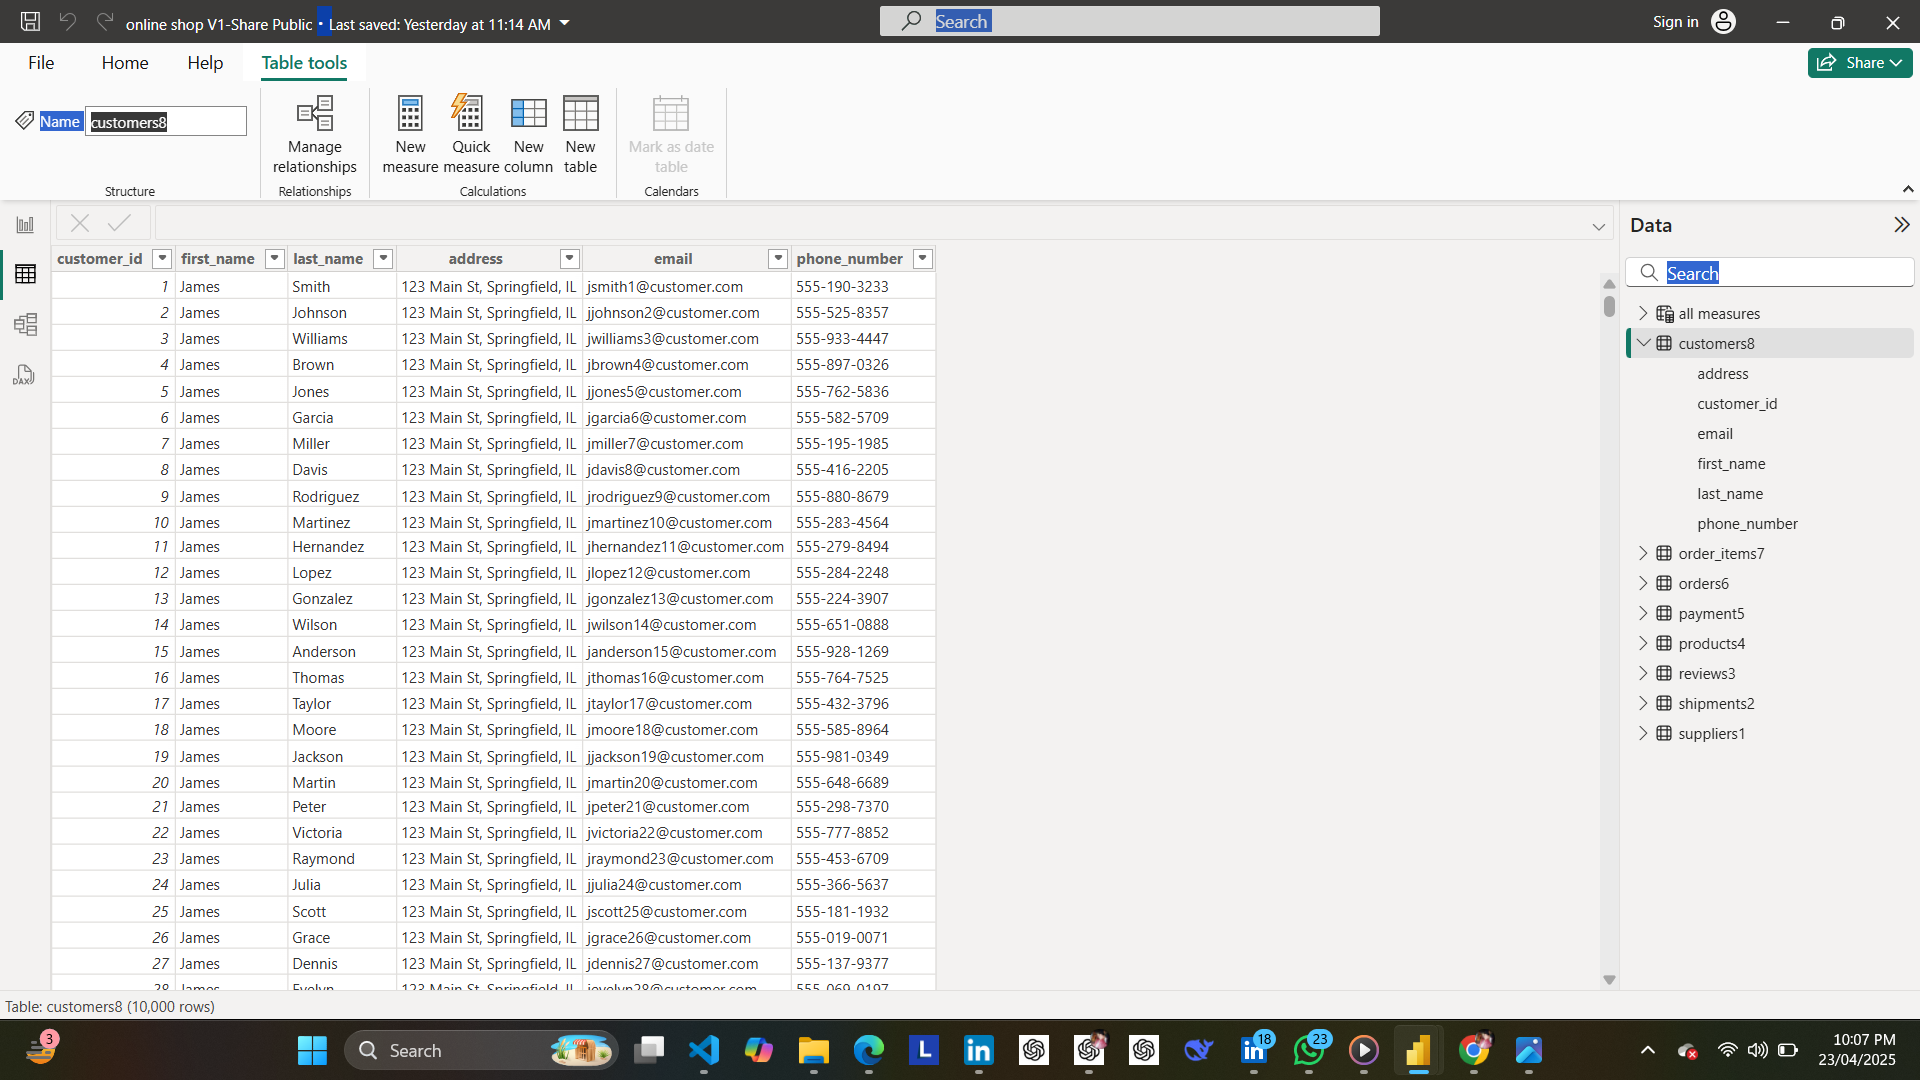 online shop V1-Share Public • Last saved: Yesterday at 11:14 AM
Search
Sign in
File Home Help Table tools
Share
Name customers8
Manage relationships
New measure
Quick measure
New column
New table
Mark as date table
Structure Relationships Calculations Calendars
customer_id first_name last_name address email phone_number
1 James Smith 123 Main St, Springfield, IL jsmith1@customer.com 555-190-3233
2 James Johnson 123 Main St, Springfield, IL jjohnson2@customer.com 555-525-8357
3 James Williams 123 Main St, Springfield, IL jwilliams3@customer.com 555-933-4447
4 James Brown 123 Main St, Springfield, IL jbrown4@customer.com 555-897-0326
5 James Jones 123 Main St, Springfield, IL jjones5@customer.com 555-762-5836
6 James Garcia 123 Main St, Springfield, IL jgarcia6@customer.com 555-582-5709
7 James Miller 123 Main St, Springfield, IL jmiller7@customer.com 555-195-1985
8 James Davis 123 Main St, Springfield, IL jdavis8@customer.com 555-416-2205
9 James Rodriguez 123 Main St, Springfield, IL jrodriguez9@customer.com 555-880-8679
10 James Martinez 123 Main St, Springfield, IL jmartinez10@customer.com 555-283-4564
11 James Hernandez 123 Main St, Springfield, IL jhernandez11@customer.com 555-279-8494
12 James Lopez 123 Main St, Springfield, IL jlopez12@customer.com 555-284-2248
13 James Gonzalez 123 Main St, Springfield, IL jgonzalez13@customer.com 555-224-3907
14 James Wilson 123 Main St, Springfield, IL jwilson14@customer.com 555-651-0888
15 James Anderson 123 Main St, Springfield, IL janderson15@customer.com 555-928-1269
16 James Thomas 123 Main St, Springfield, IL jthomas16@customer.com 555-764-7525
17 James Taylor 123 Main St, Springfield, IL jtaylor17@customer.com 555-432-3796
18 James Moore 123 Main St, Springfield, IL jmoore18@customer.com 555-585-8964
19 James Jackson 123 Main St, Springfield, IL jjackson19@customer.com 555-981-0349
20 James Martin 123 Main St, Springfield, IL jmartin20@customer.com 555-648-6689
21 James Peter 123 Main St, Springfield, IL jpeter21@customer.com 555-298-7370
22 James Victoria 123 Main St, Springfield, IL jvictoria22@customer.com 555-777-8852
23 James Raymond 123 Main St, Springfield, IL jraymond23@customer.com 555-453-6709
24 James Julia 123 Main St, Springfield, IL jjulia24@customer.com 555-366-5637
25 James Scott 123 Main St, Springfield, IL jscott25@customer.com 555-181-1932
26 James Grace 123 Main St, Springfield, IL jgrace26@customer.com 555-019-0071
27 James Dennis 123 Main St, Springfield, IL jdennis27@customer.com 555-137-9377
28 James Evelyn 123 Main St, Springfield, IL jevelyn28@customer.com 555-069-0197
Data
Search
all measures
customers8
address
customer_id
email
first_name
last_name
phone_number
order_items7
orders6
payment5
products4
reviews3
shipments2
suppliers1
DAX
Table: customers8 (10,000 rows)
3
Search
L
in
in
18
23
10:07 PM
23/04/2025